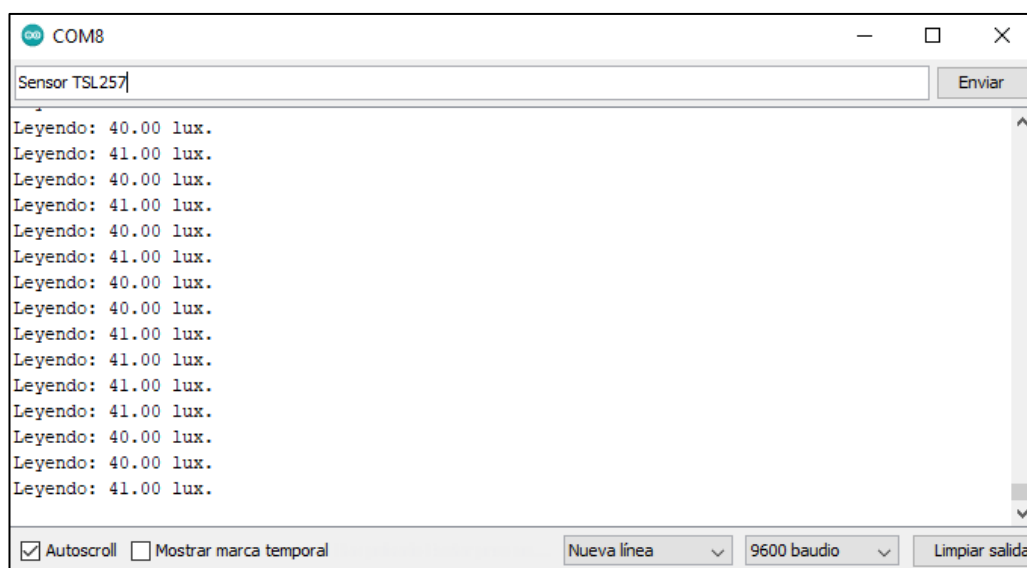 COM8
Sensor TSL257
Enviar
Leyendo: 40.00 lux.
Leyendo: 41.00 lux.
Leyendo: 40.00 lux.
Leyendo: 41.00 lux.
Leyendo: 40.00 lux.
Leyendo: 41.00 lux.
Leyendo: 40.00 lux.
Leyendo: 40.00 lux.
Leyendo: 41.00 lux.
Leyendo: 41.00 lux.
Leyendo: 41.00 lux.
Leyendo: 41.00 lux.
Leyendo: 40.00 lux.
Leyendo: 40.00 lux.
Leyendo: 41.00 lux.
Autoscroll Mostrar marca temporal Nueva línea 9600 baudio Limpiar salida